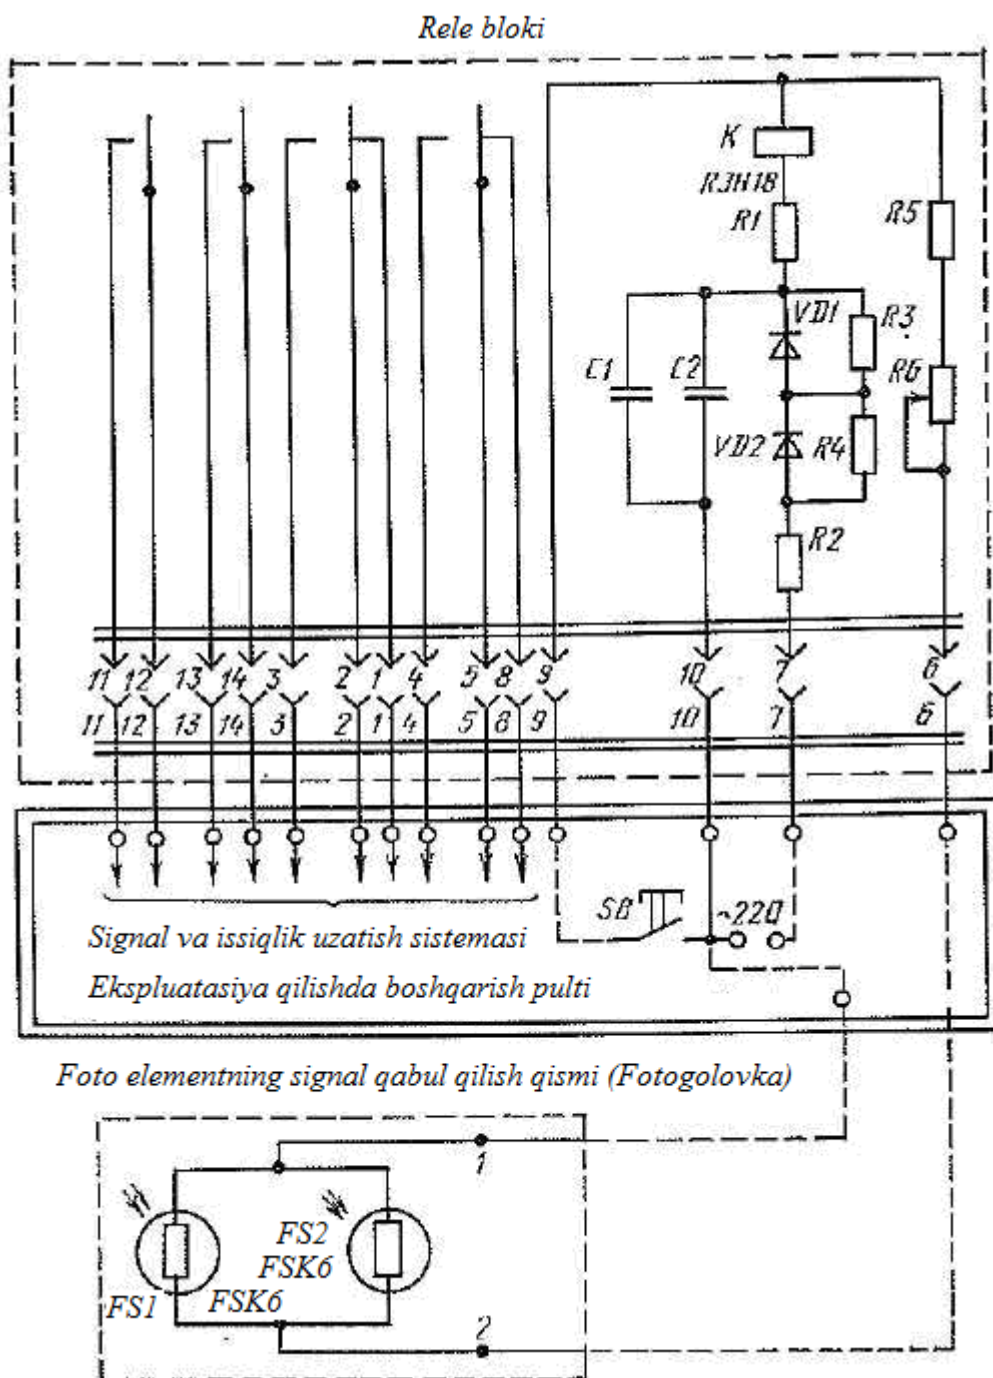 Rele bloki
K
RЭН18
R1
R5
VD1
R3
C1
C2
R6
VD2
R4
R2
11 12 13 14 3 2 1 4 5 8 9 10 7 6
11 12 13 14 3 2 1 4 5 8 9 10 7 6
SB
~220
Signal va issiqlik uzatish sistemasi
Ekspluatasiya qilishda boshqarish pulti
Foto elementning signal qabul qilish qismi (Fotogolovka)
1
FS2
FSK6
FS1
FSK6
2